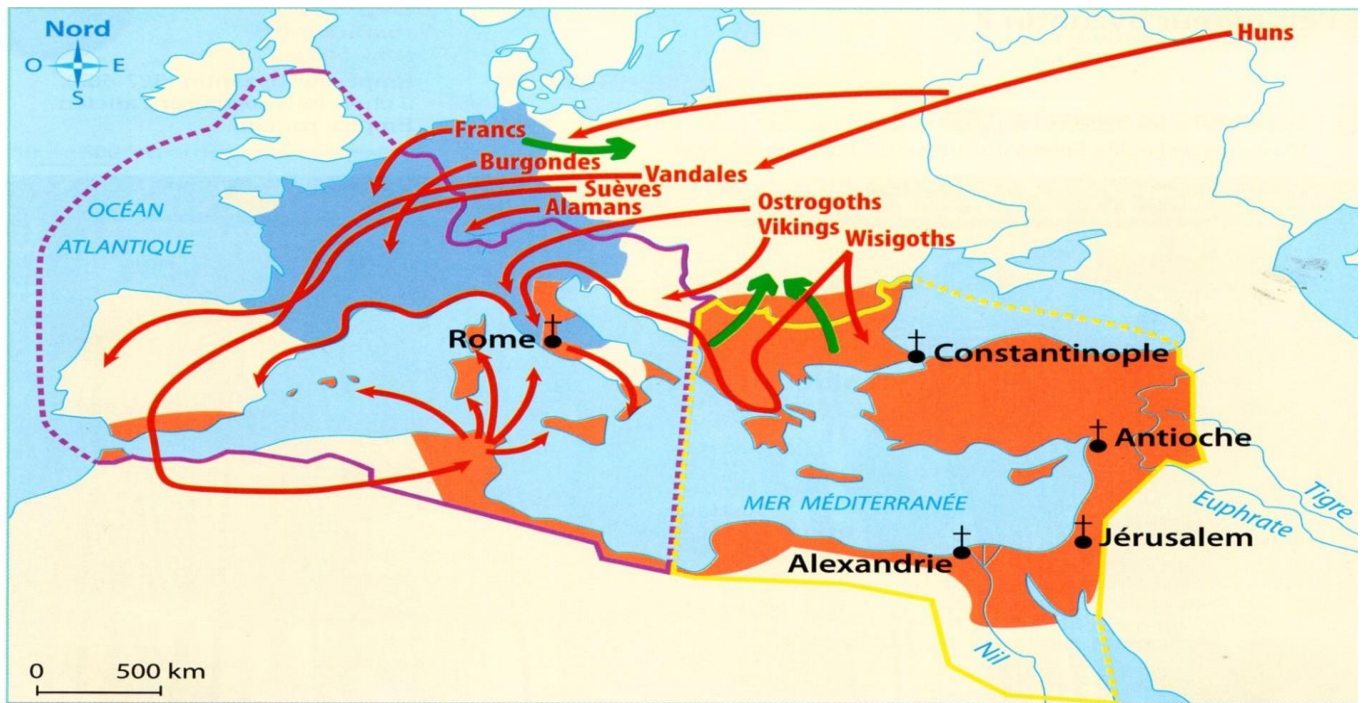 Nord
O
E
S
Huns
Francs
Burgondes
Vandales
Suèves
Alamans
Ostrogoths
Vikings
Wisigoths
OCÉAN
ATLANTIQUE
Rome
Constantinople
Antioche
MER MÉDITERRANÉE
Tigre
Euphrate
Jérusalem
Alexandrie
Nil
0
500 km